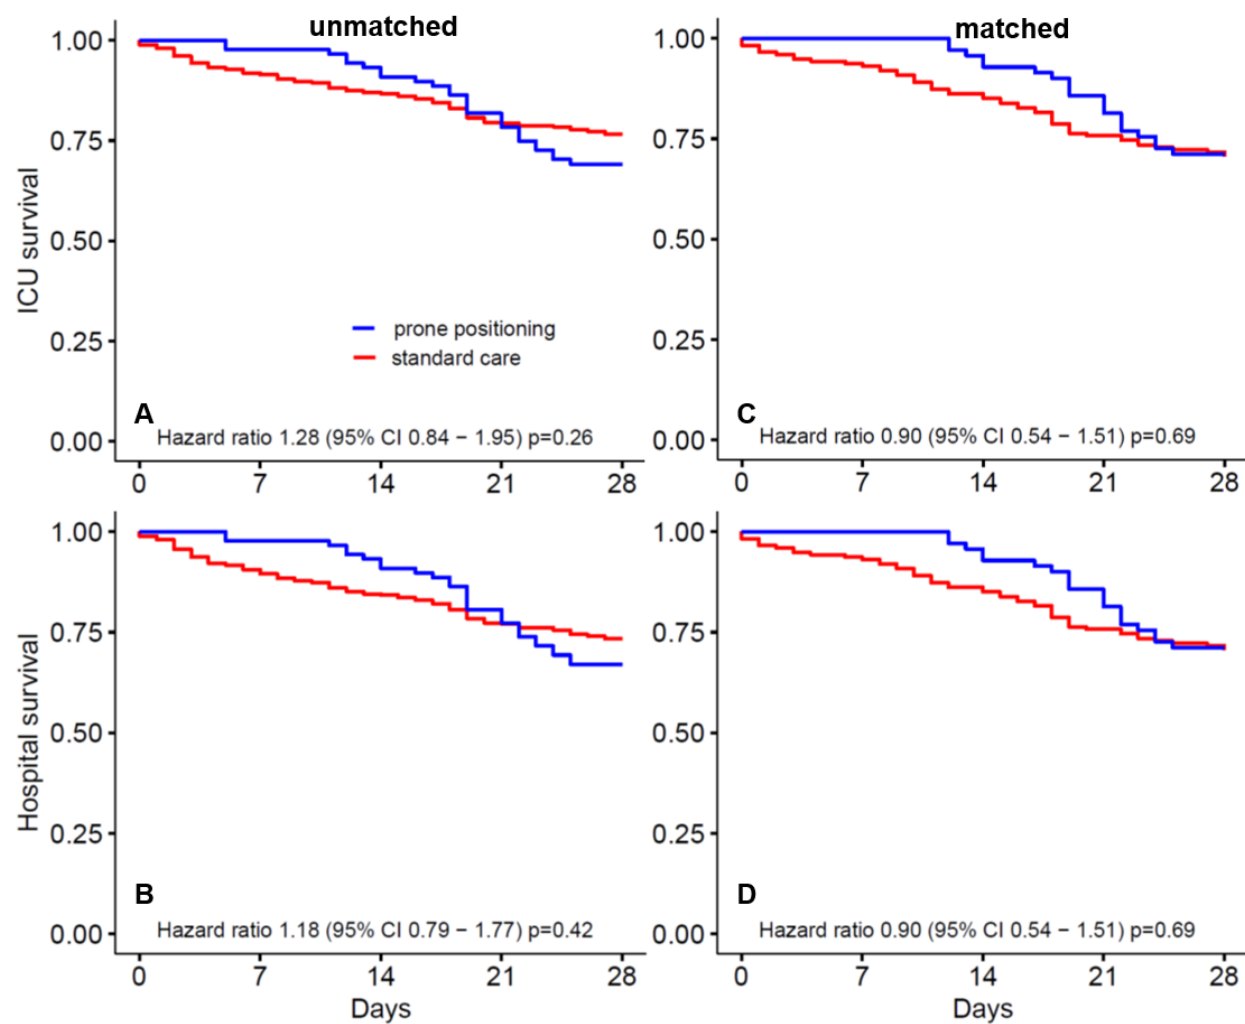 unmatched
matched
1.00
0.75
0.50
0.25
0.00
ICU survival
prone positioning
standard care
A
Hazard ratio 1.28 (95% CI 0.84 − 1.95) p=0.26
0 7 14 21 28
1.00
0.75
0.50
0.25
0.00
C
Hazard ratio 0.90 (95% CI 0.54 − 1.51) p=0.69
0 7 14 21 28
1.00
0.75
0.50
0.25
0.00
Hospital survival
B
Hazard ratio 1.18 (95% CI 0.79 − 1.77) p=0.42
0 7 14 21 28
Days
1.00
0.75
0.50
0.25
0.00
D
Hazard ratio 0.90 (95% CI 0.54 − 1.51) p=0.69
0 7 14 21 28
Days